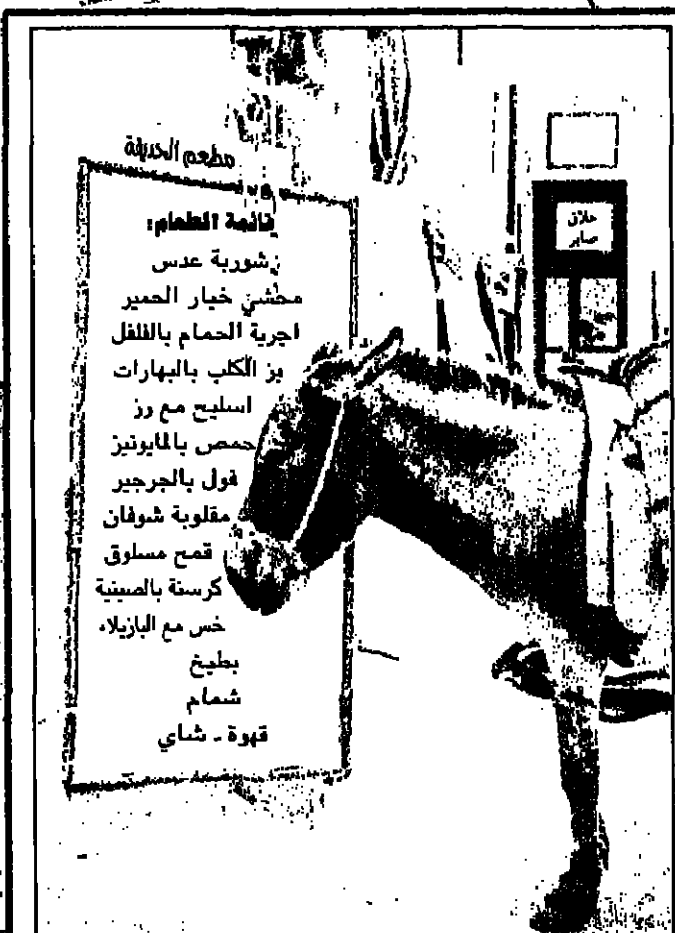 مطعم الحديقة
قائمة الطعام:
شوربة عدس
محشي خيار الحمير
اجرية الحمام بالفلفل
بز الكلب بالبهارات
اسليح مع رز
حمص بالمايونيز
فول بالجرجير
مقلوبة شوفان
قمح مسلوق
كرسنة بالصينية
خس مع البازيلاء
بطيخ
شمام
قهوة - شاي
حلاق
صابر